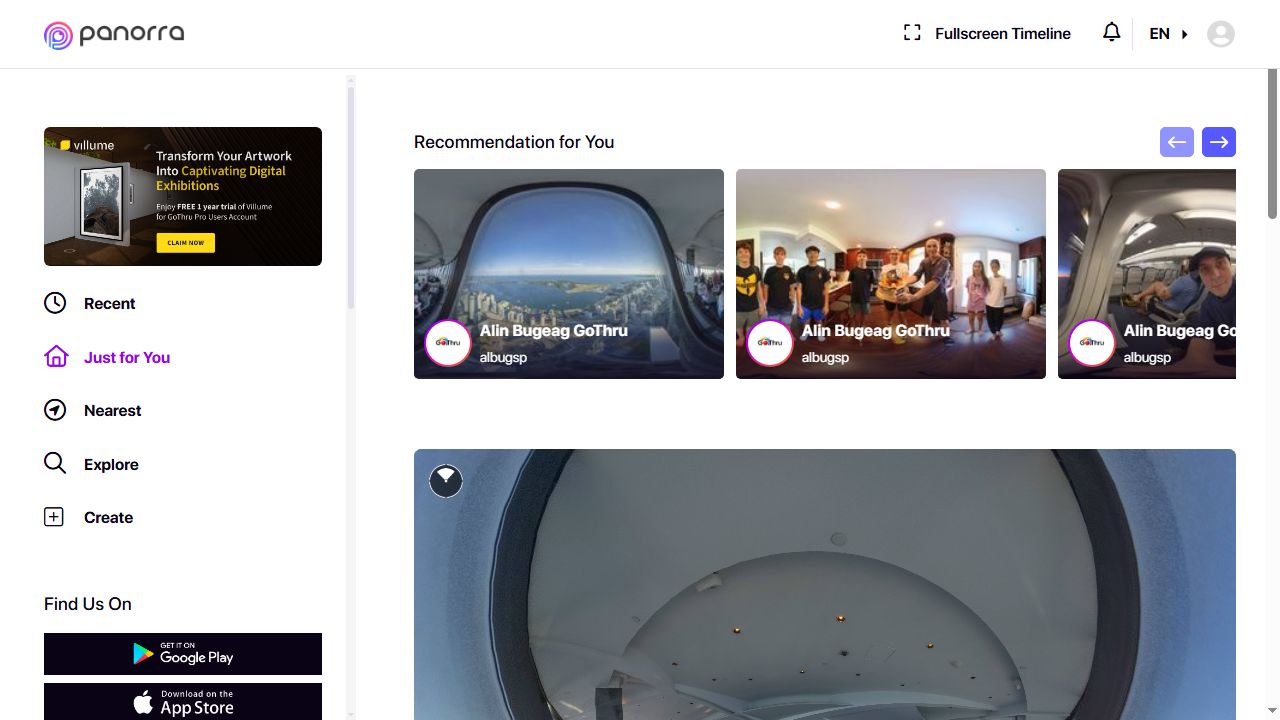 panorra
Fullscreen Timeline
EN
villume
Transform Your Artwork
Into Captivating Digital
Exhibitions
Enjoy FREE 1 year trial of Villume
for GoThru Pro Users Account
CLAIM NOW
Recent
Just for You
Nearest
Explore
Create
Find Us On
GET IT ON
Google Play
Download on the
App Store
Recommendation for You
GoThru
Alin Bugeag GoThru
albugsp
GoThru
Alin Bugeag GoThru
albugsp
GoThru
Alin Bugeag Go
albugsp